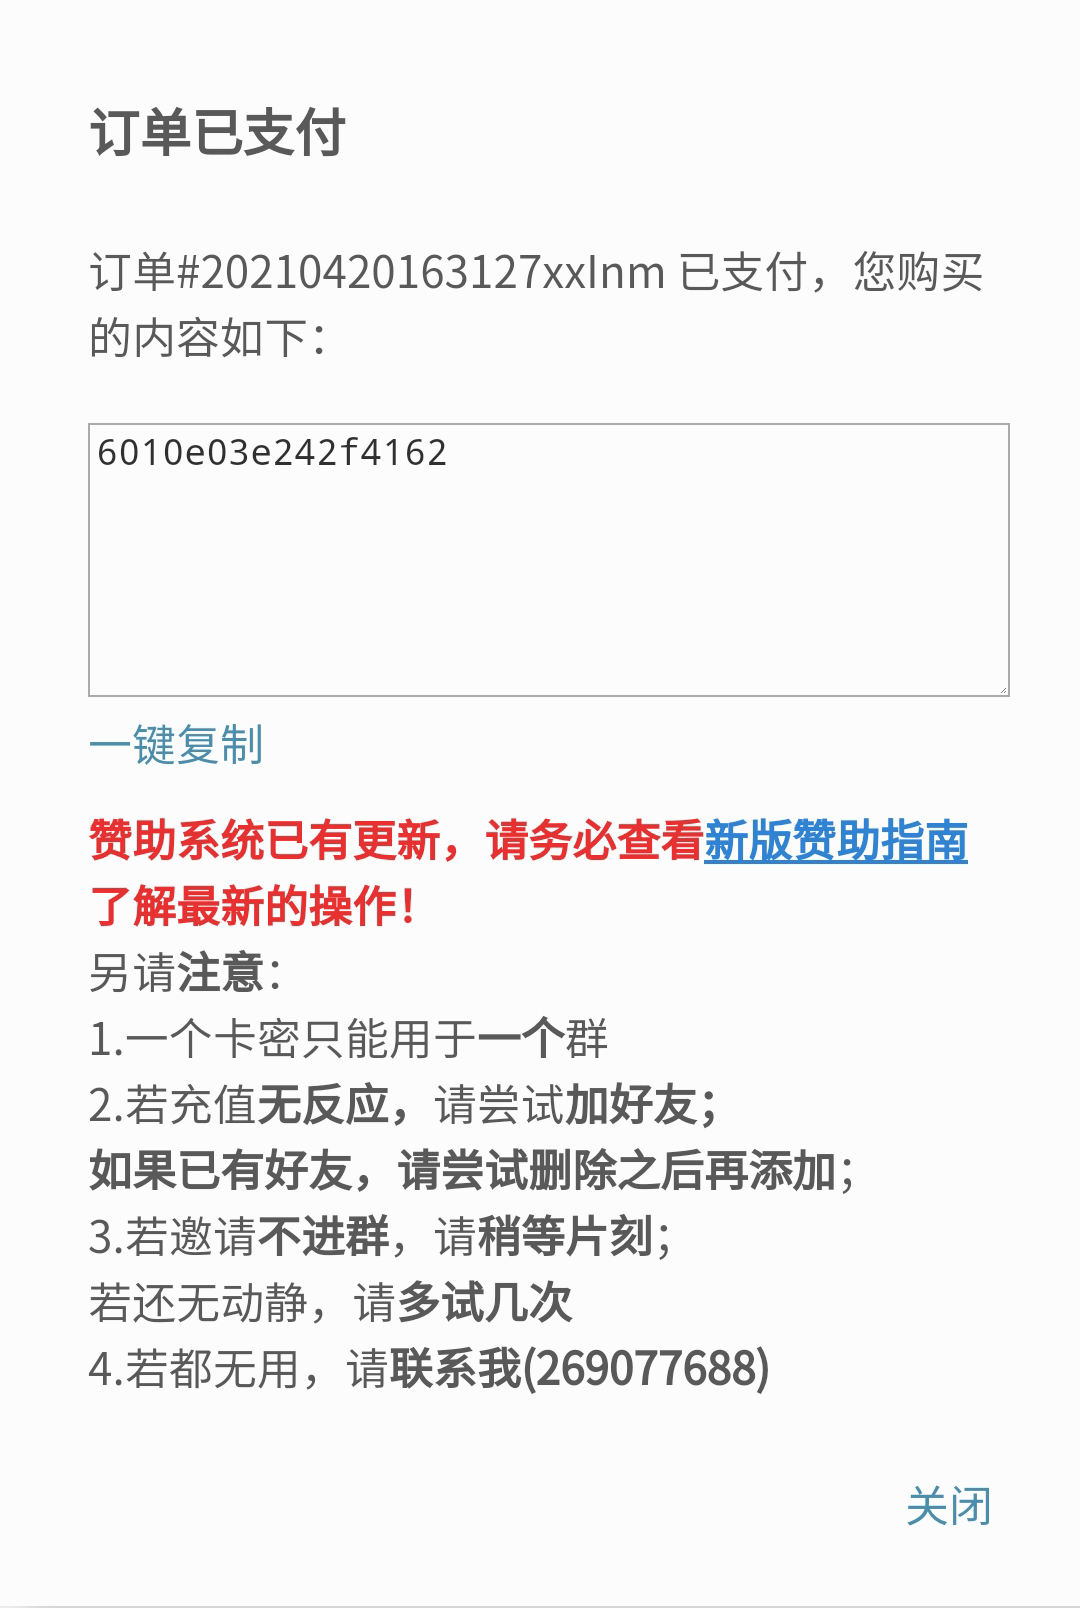 订单已支付
订单#20210420163127xxInm 已支付，您购买
的内容如下：
6010e03e242f4162
一键复制
赞助系统已有更新，请务必查看新版赞助指南
了解最新的操作！
另请注意：
1.一个卡密只能用于一个群
2.若充值无反应，请尝试加好友；
如果已有好友，请尝试删除之后再添加；
3.若邀请不进群，请稍等片刻；
若还无动静，请多试几次
4.若都无用，请联系我(269077688)
关闭